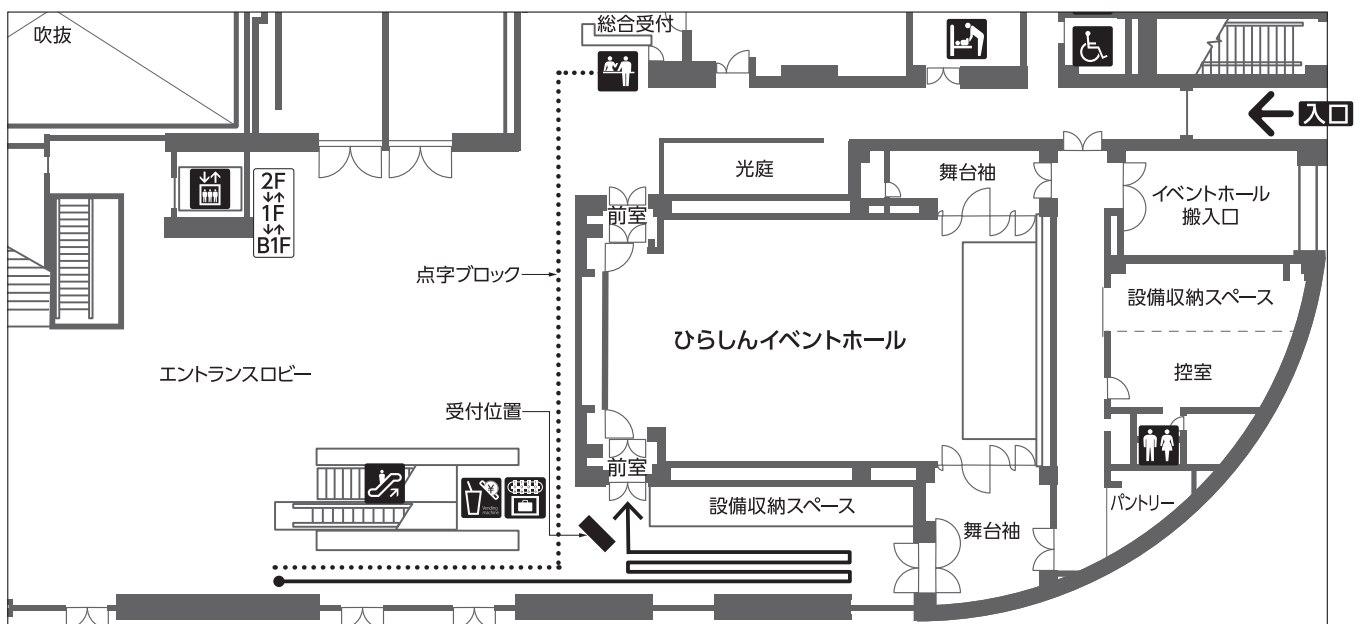 吹抜
総合受付
入口
光庭
舞台袖
イベントホール
搬入口
2F
1F
B1F
前室
点字ブロック
設備収納スペース
ひらしんイベントホール
エントランスロビー
控室
受付位置
前室
Vending
machine
設備収納スペース
舞台袖
パントリー